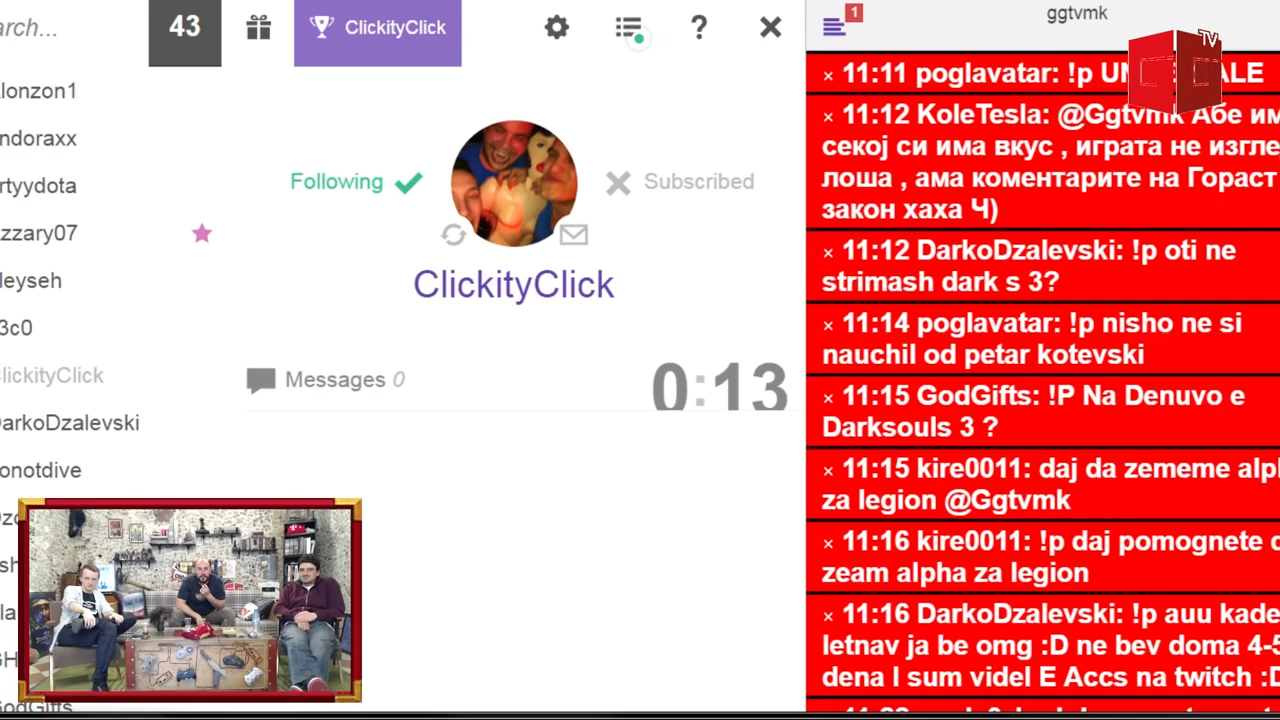 arch...
43
ClickityClick
lonzon1
ndoraxx
rtyydota
zzary07
leyseh
3c0
lickityClick
arkoDzalevski
onotdive
Following
Subscribed
ClickityClick
Messages 0
0:13
1
ggtvmk
TV
× 11:11 poglavatar: !p
× 11:12 KoleTesla: @Ggtvmk Абе им
секој си има вкус , играта не изгле
лоша , ама коментарите на Гораст
закон хаха Ч)
× 11:12 DarkoDzalevski: !p oti ne
strimash dark s 3?
× 11:14 poglavatar: !p nisho ne si
nauchil od petar kotevski
× 11:15 GodGifts: !P Na Denuvo e
Darksouls 3 ?
× 11:15 kire0011: daj da zememe alph
za legion @Ggtvmk
× 11:16 kire0011: !p daj pomognete
zeam alpha za legion
× 11:16 DarkoDzalevski: !p auu kade
letnav ja be omg :D ne bev doma 4-5
dena I sum videl E Accs na twitch :D